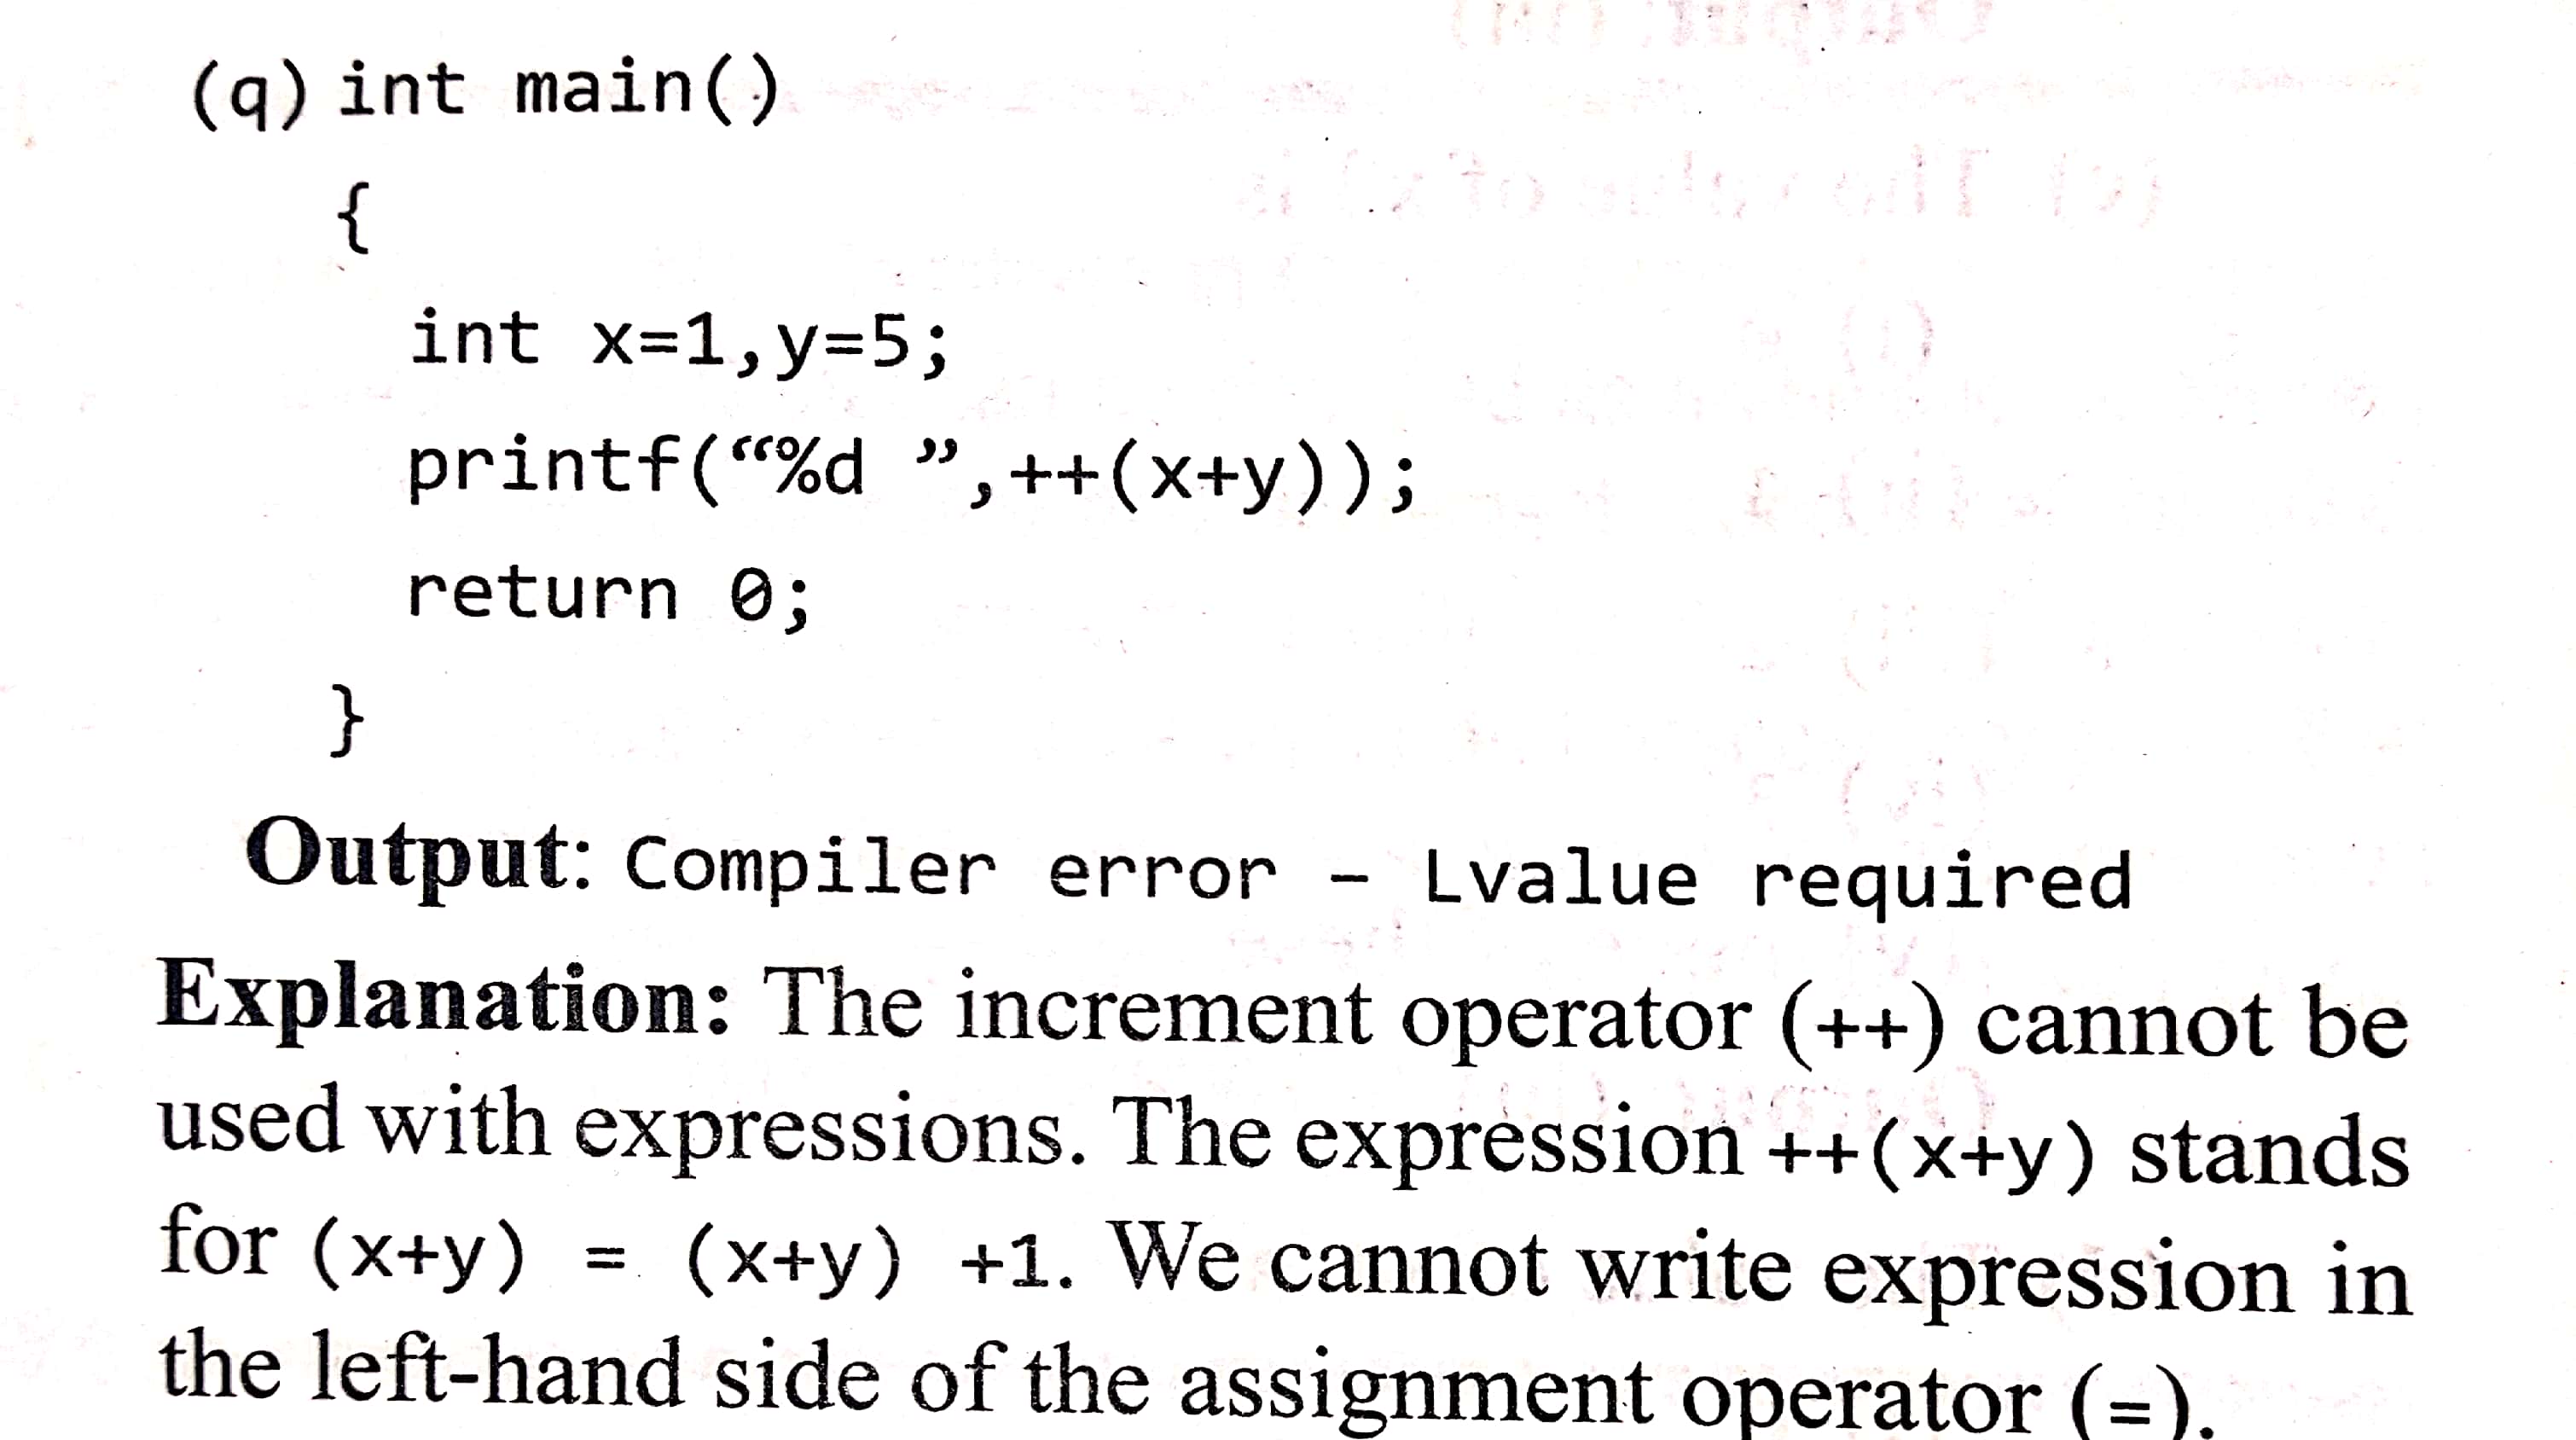 (q) int main()
{
int x=1,y=5;
printf(“%d ”,++(x+y));
return 0;
}
Output: Compiler error – Lvalue required
Explanation: The increment operator (++) cannot be
used with expressions. The expression ++(x+y) stands
for (x+y) = (x+y) +1. We cannot write expression in
the left-hand side of the assignment operator (=).